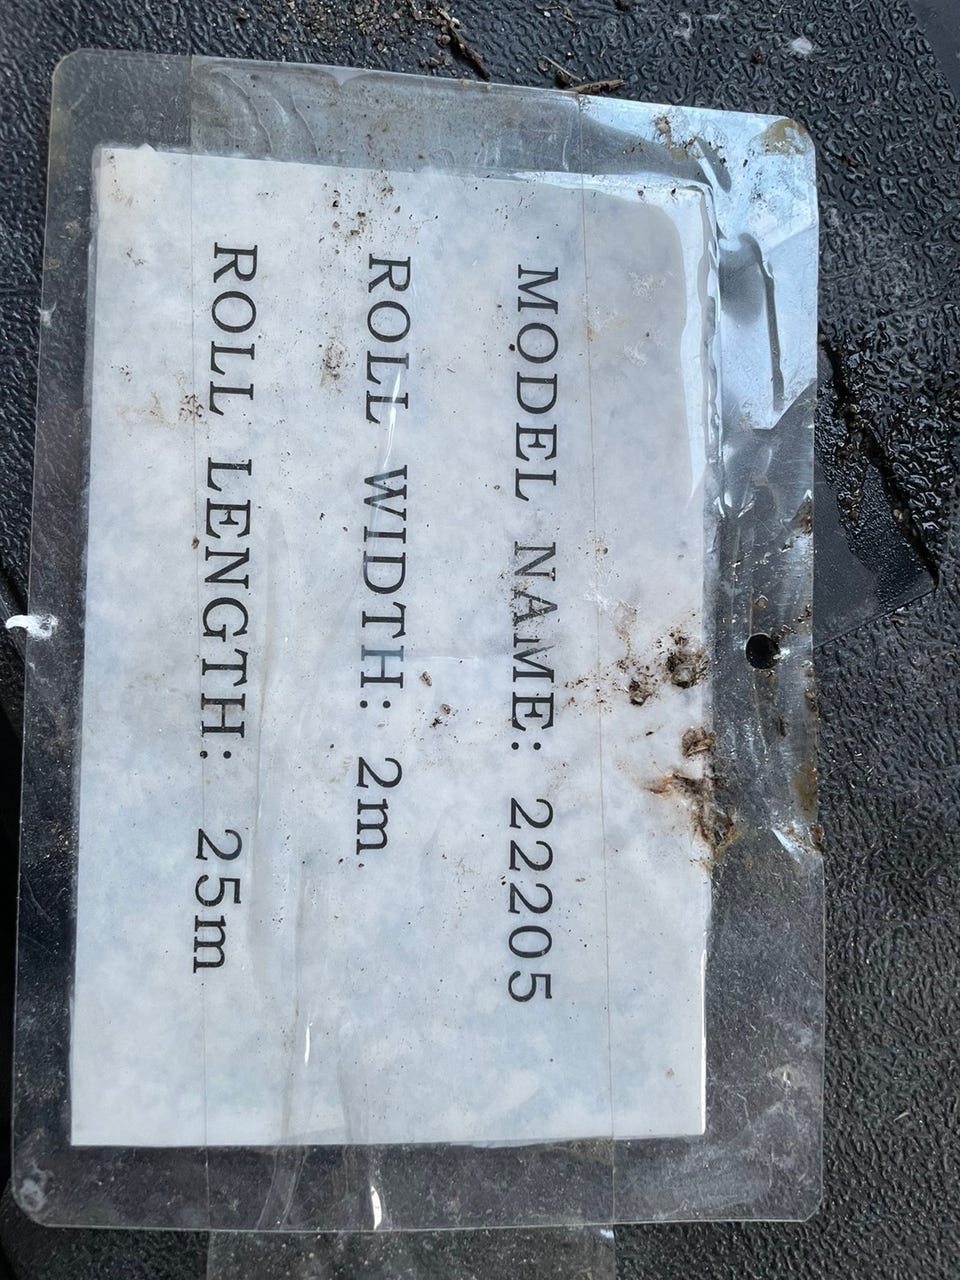 MODEL NAME: 22205
ROLL WIDTH: 2m
ROLL LENGTH: 25m